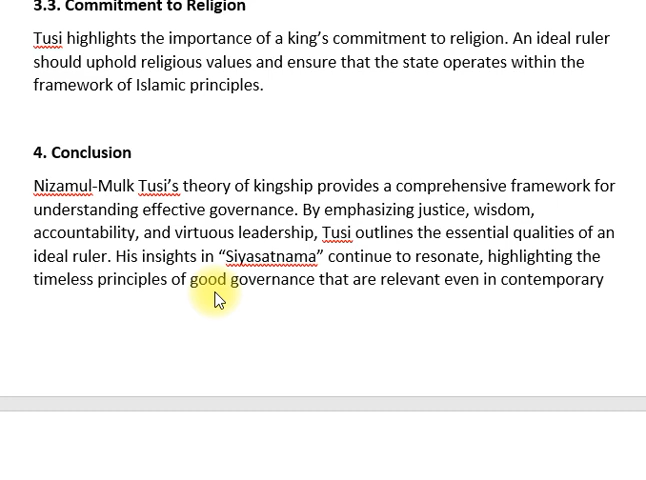 3.3. Commitment to Religion
Tusi highlights the importance of a king’s commitment to religion. An ideal ruler
should uphold religious values and ensure that the state operates within the
framework of Islamic principles.
4. Conclusion
Nizamul-Mulk Tusi’s theory of kingship provides a comprehensive framework for
understanding effective governance. By emphasizing justice, wisdom,
accountability, and virtuous leadership, Tusi outlines the essential qualities of an
ideal ruler. His insights in “Siyasatnama” continue to resonate, highlighting the
timeless principles of good governance that are relevant even in contemporary